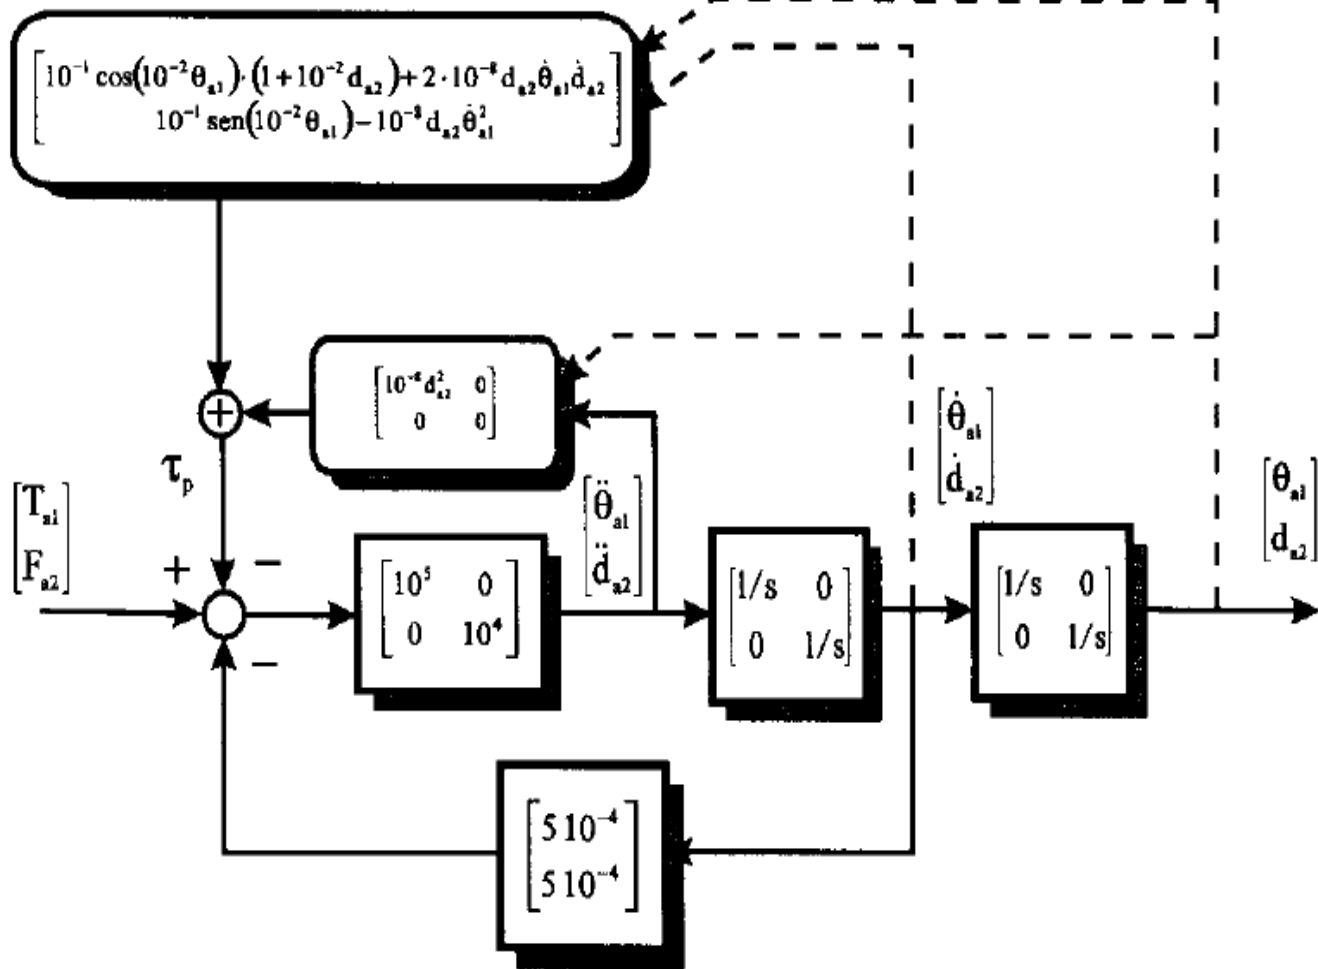 [10⁻¹ cos(10⁻² θₐ₁)·(1 + 10⁻² dₐ₂) + 2·10⁻⁸ dₐ₂ θ̇ₐ₁ ḋₐ₂
10⁻¹ sen(10⁻² θₐ₁) − 10⁻⁸ dₐ₂ θ̇²ₐ₁]
[10⁻⁸ d²ₐ₂ 0
0 0]
+
τₚ
[Tₐ₁
Fₐ₂]
+ −
−
[10⁵ 0
0 10⁴]
[θ̈ₐ₁
d̈ₐ₂]
[1/s 0
0 1/s]
[θ̇ₐ₁
ḋₐ₂]
[1/s 0
0 1/s]
[θₐ₁
dₐ₂]
[5 10⁻⁴
5 10⁻⁴]